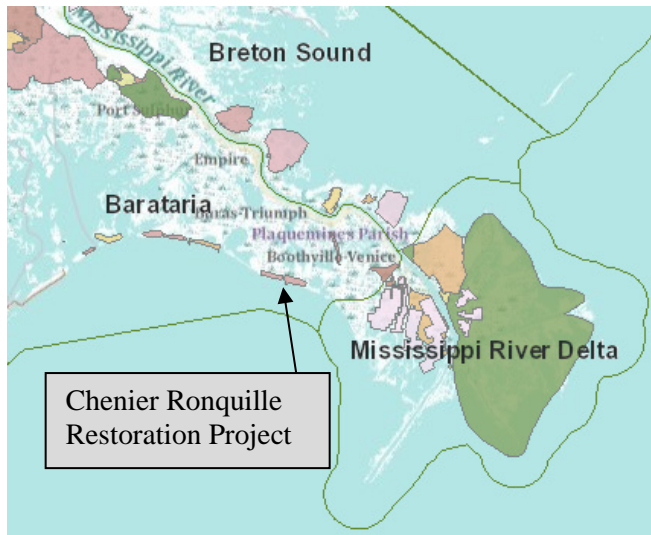 Mississippi River
Breton Sound
Port Sulphur
Empire
Barataria
Buras-Triumph
Plaquemines Parish
Boothville-Venice
Mississippi River Delta
Chenier Ronquille
Restoration Project